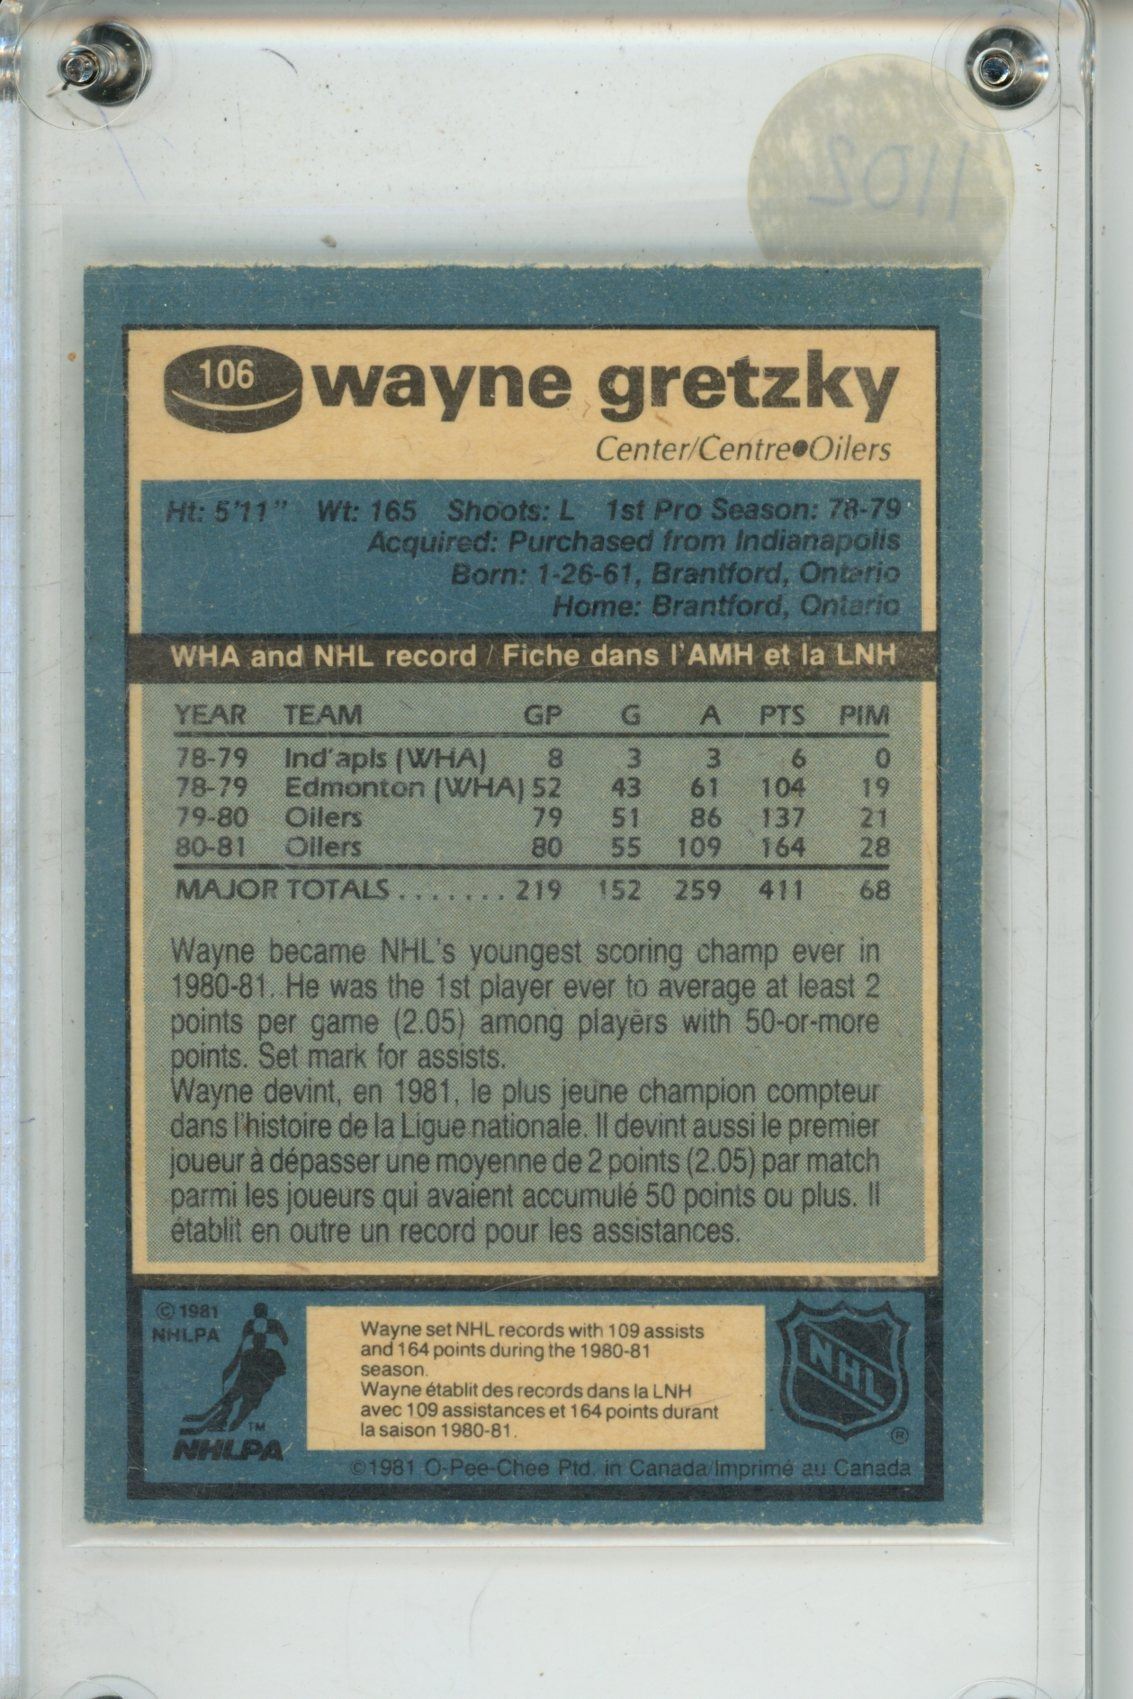 1102
106 wayne gretzky
Center/Centre●Oilers
Ht: 5'11" Wt: 165 Shoots: L 1st Pro Season: 78-79
Acquired: Purchased from Indianapolis
Born: 1-26-61, Brantford, Ontario
Home: Brantford, Ontario
WHA and NHL record / Fiche dans l'AMH et la LNH
YEAR TEAM GP G A PTS PIM
78-79 Ind'apls (WHA) 8 3 3 6 0
78-79 Edmonton (WHA) 52 43 61 104 19
79-80 Oilers 79 51 86 137 21
80-81 Oilers 80 55 109 164 28
MAJOR TOTALS ....... 219 152 259 411 68
Wayne became NHL's youngest scoring champ ever in
1980-81. He was the 1st player ever to average at least 2
points per game (2.05) among players with 50-or-more
points. Set mark for assists.
Wayne devint, en 1981, le plus jeune champion compteur
dans l'histoire de la Ligue nationale. Il devint aussi le premier
joueur à dépasser une moyenne de 2 points (2.05) par match
parmi les joueurs qui avaient accumulé 50 points ou plus. Il
établit en outre un record pour les assistances.
© 1981
NHLPA
TM
NHLPA
Wayne set NHL records with 109 assists
and 164 points during the 1980-81
season.
Wayne établit des records dans la LNH
avec 109 assistances et 164 points durant
la saison 1980-81.
NHL
®
© 1981 O-Pee-Chee Ptd. in Canada/Imprimé au Canada